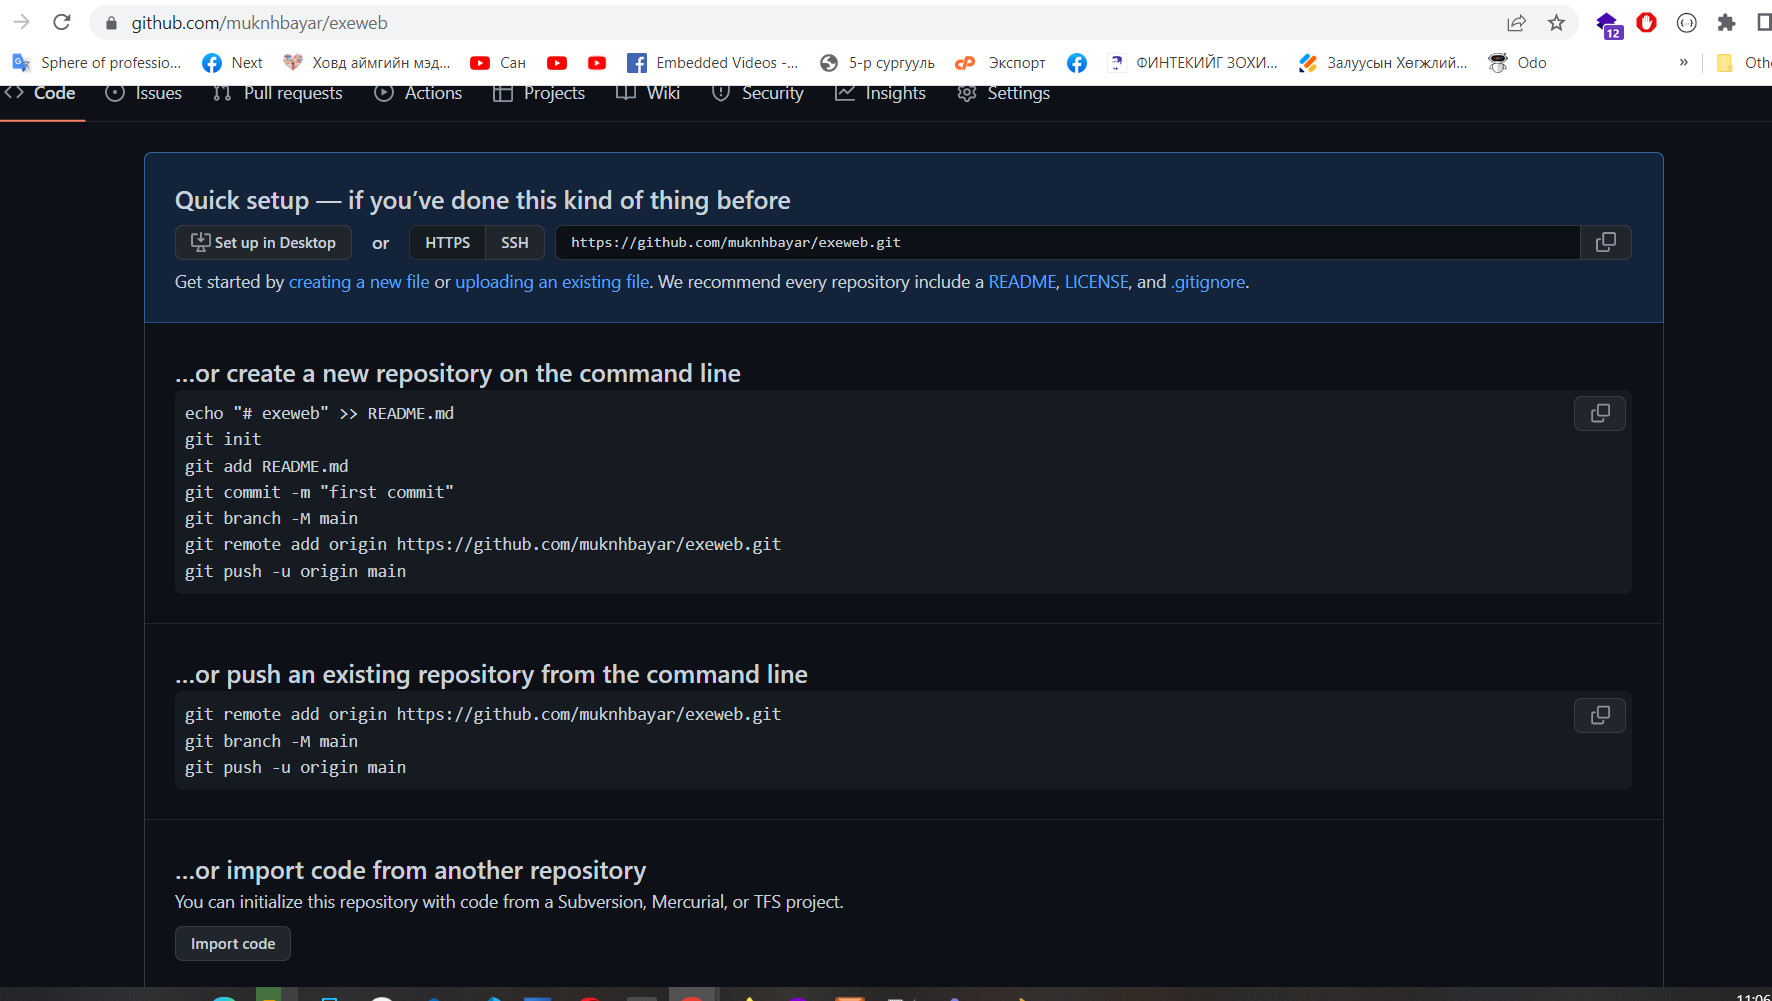 github.com/muknhbayar/exeweb
12
Sphere of professio... Next Ховд аймгийн мэд... Сан Embedded Videos -... 5-р сургууль Экспорт ФИНТЕКИЙГ ЗОХИ... Залуусын Хөгжлий... Odo » Oth
Code Issues Pull requests Actions Projects Wiki Security Insights Settings
Quick setup — if you’ve done this kind of thing before
Set up in Desktop or HTTPS SSH https://github.com/muknhbayar/exeweb.git
Get started by creating a new file or uploading an existing file. We recommend every repository include a README, LICENSE, and .gitignore.
…or create a new repository on the command line
echo "# exeweb" >> README.md
git init
git add README.md
git commit -m "first commit"
git branch -M main
git remote add origin https://github.com/muknhbayar/exeweb.git
git push -u origin main
…or push an existing repository from the command line
git remote add origin https://github.com/muknhbayar/exeweb.git
git branch -M main
git push -u origin main
…or import code from another repository
You can initialize this repository with code from a Subversion, Mercurial, or TFS project.
Import code
11:06